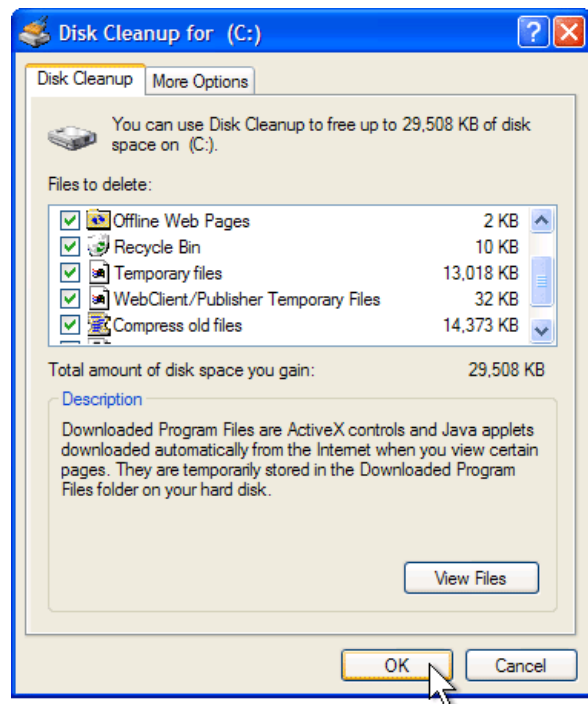 Disk Cleanup for (C:)
Disk Cleanup
More Options
You can use Disk Cleanup to free up to 29,508 KB of disk
space on (C:).
Files to delete:
Offline Web Pages 2 KB
Recycle Bin 10 KB
Temporary files 13,018 KB
WebClient/Publisher Temporary Files 32 KB
Compress old files 14,373 KB
Total amount of disk space you gain: 29,508 KB
Description
Downloaded Program Files are ActiveX controls and Java applets
downloaded automatically from the Internet when you view certain
pages. They are temporarily stored in the Downloaded Program
Files folder on your hard disk.
View Files
OK
Cancel